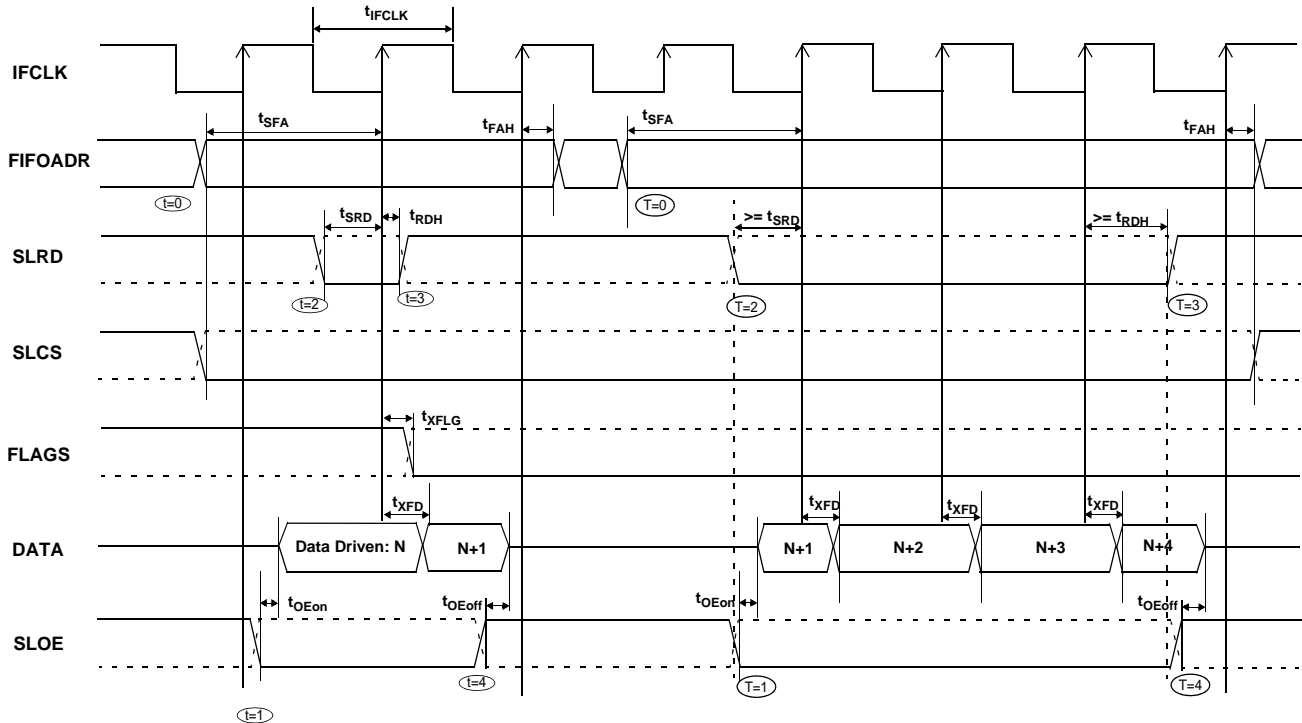 tIFCLK
IFCLK
tSFA
tFAH
tSFA
tFAH
FIFOADR
t=0
T=0
tSRD
tRDH
>= tSRD
>= tRDH
SLRD
t=2
t=3
T=2
T=3
SLCS
tXFLG
FLAGS
tXFD
tXFD
tXFD
tXFD
DATA
Data Driven: N
N+1
N+1
N+2
N+3
N+4
tOEon
tOEoff
tOEon
tOEoff
SLOE
t=4
T=1
T=4
t=1